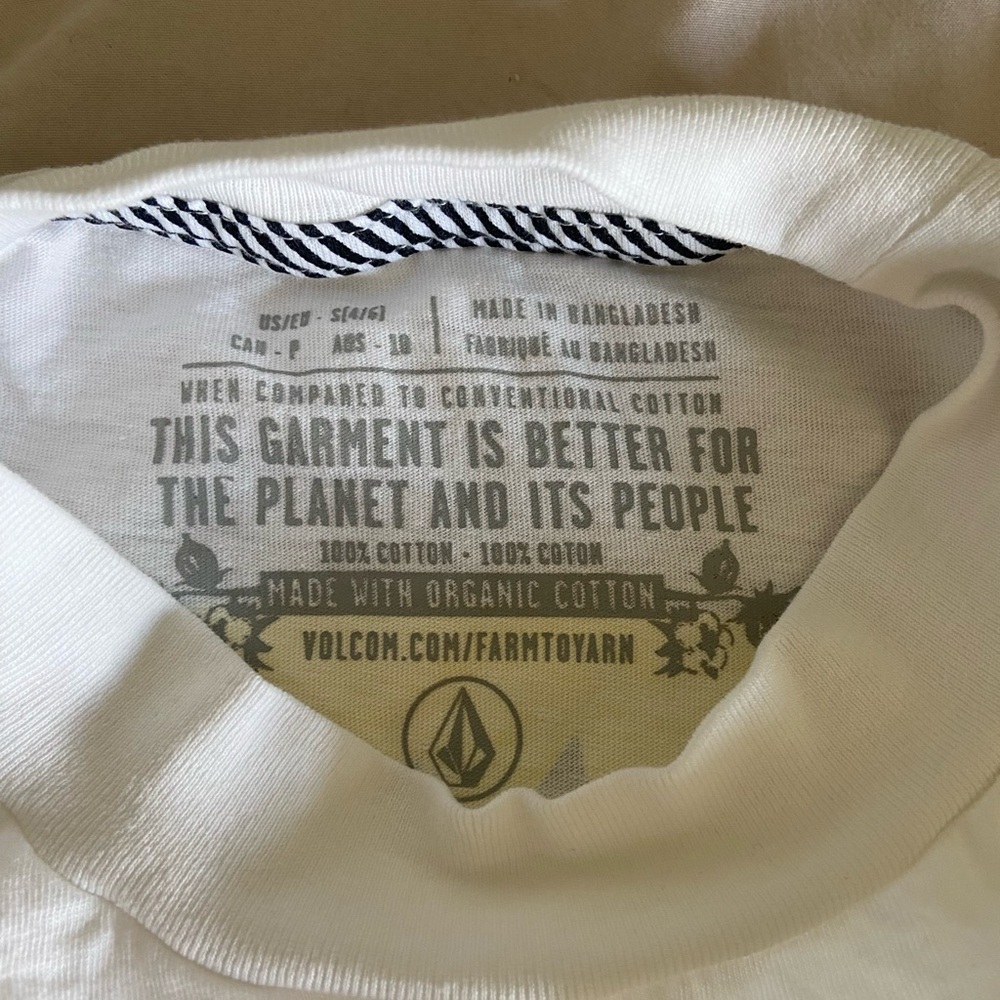 US/EU - S(4/6)
CAN - P AUS - 10
MADE IN BANGLADESH
FABRIQUÉ AU BANGLADESH
WHEN COMPARED TO CONVENTIONAL COTTON
THIS GARMENT IS BETTER FOR
THE PLANET AND ITS PEOPLE
100% COTTON - 100% COTON
MADE WITH ORGANIC COTTON
VOLCOM.COM/FARMTOYARN